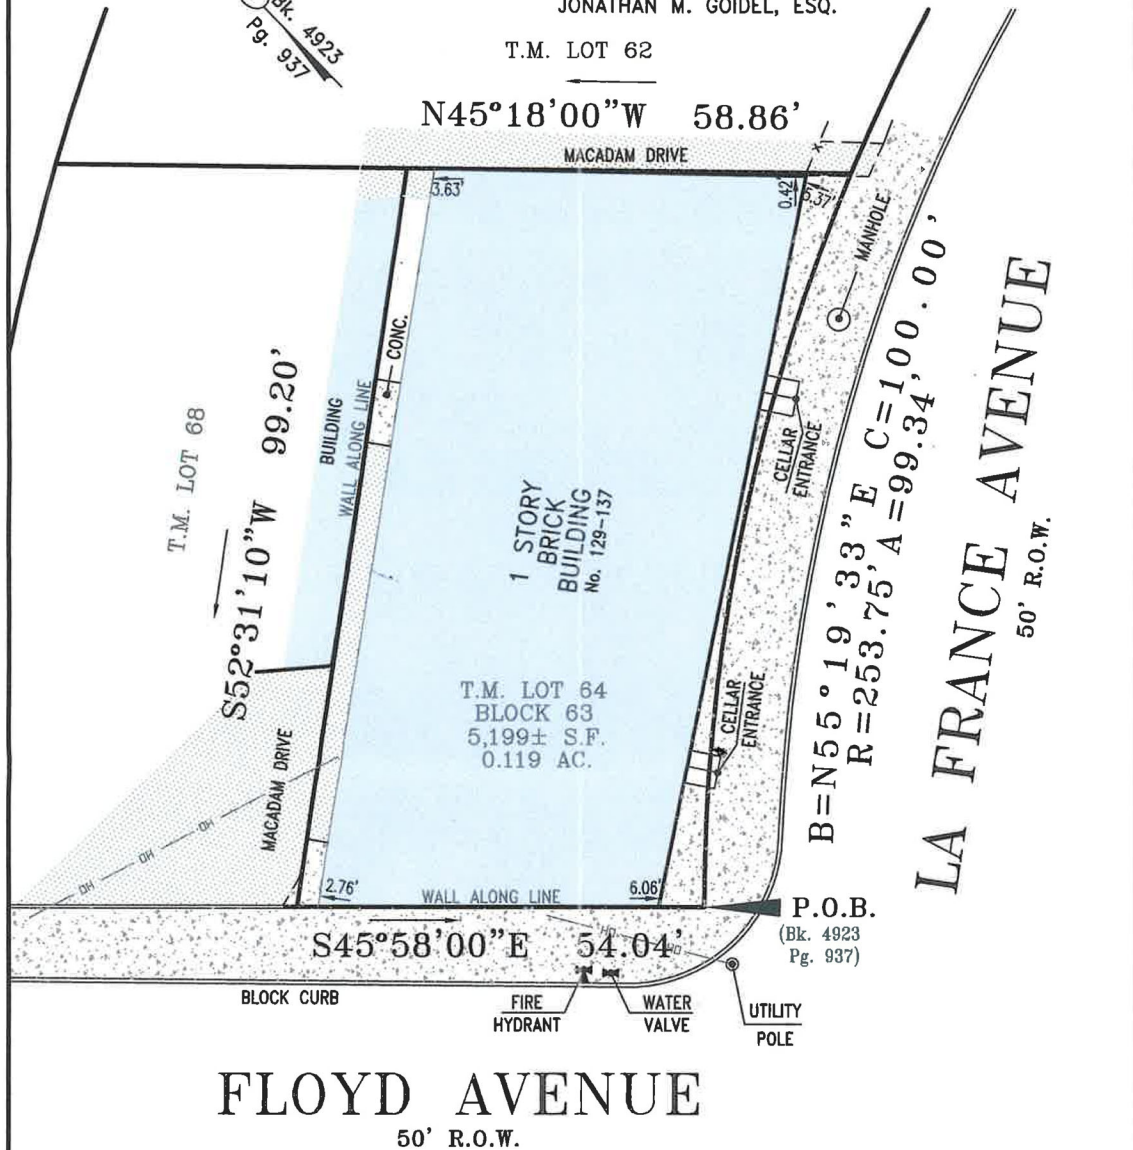 JONATHAN M. GOIDEL, ESQ.
Bk. 4923
Pg. 937
T.M. LOT 62
N45°18'00"W 58.86'
MACADAM DRIVE
3.63'
0.42'
5.37'
MANHOLE
CONC.
BUILDING
WALL ALONG LINE
T.M. LOT 68
S52°31'10"W 99.20'
1 STORY
BRICK
BUILDING
No. 129-137
CELLAR
ENTRANCE
B=N55°19'33"E C=100.00'
R=253.75' A=99.34'
LA FRANCE AVENUE
50' R.O.W.
T.M. LOT 64
BLOCK 63
5,199± S.F.
0.119 AC.
CELLAR
ENTRANCE
MACADAM DRIVE
OH
OH
OH
2.76'
WALL ALONG LINE
6.06'
P.O.B.
(Bk. 4923
Pg. 937)
S45°58'00"E 54.04'
OH
OH
BLOCK CURB
FIRE
HYDRANT
WATER
VALVE
UTILITY
POLE
FLOYD AVENUE
50' R.O.W.